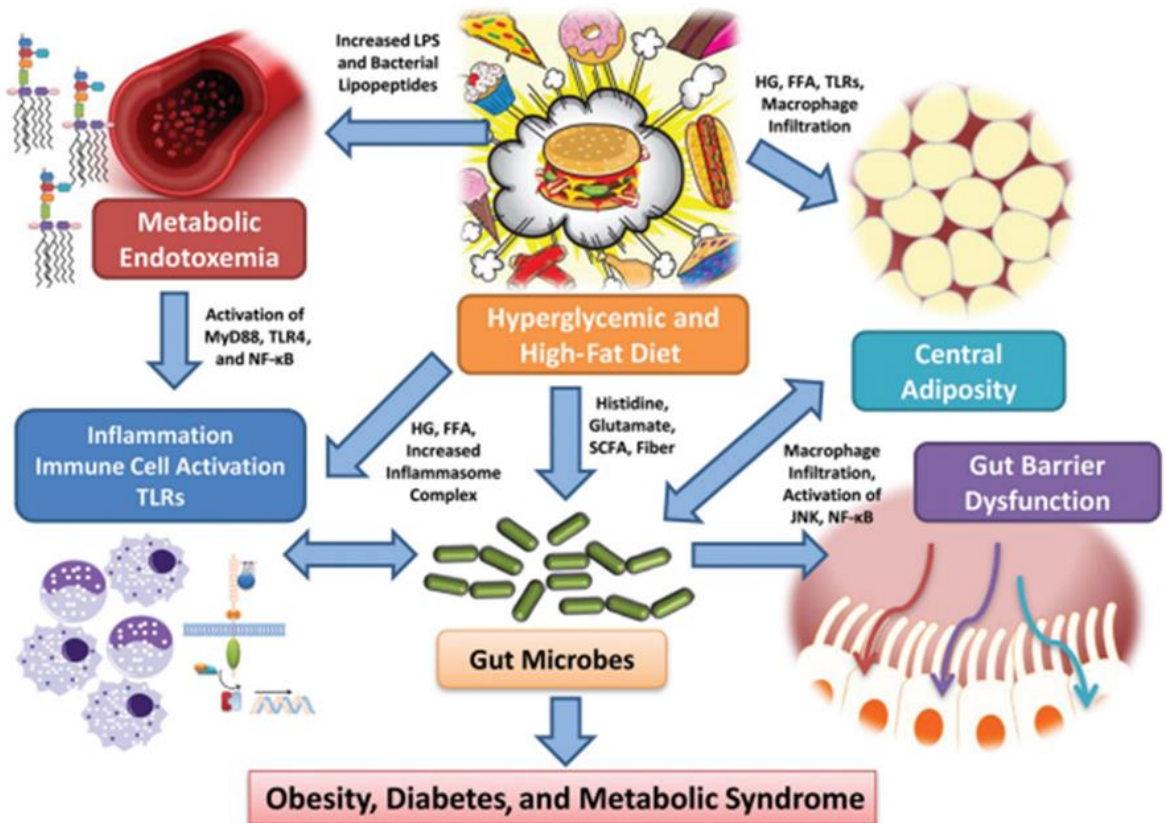 Increased LPS
and Bacterial
Lipopeptides
HG, FFA, TLRs,
Macrophage
Infiltration
Metabolic
Endotoxemia
Hyperglycemic and
High-Fat Diet
Central
Adiposity
Activation of
MyD88, TLR4,
and NF-κB
Inflammation
Immune Cell Activation
TLRs
HG, FFA,
Increased
Inflammasome
Complex
Histidine,
Glutamate,
SCFA, Fiber
Macrophage
Infiltration,
Activation of
JNK, NF-κB
Gut Barrier
Dysfunction
Gut Microbes
Obesity, Diabetes, and Metabolic Syndrome